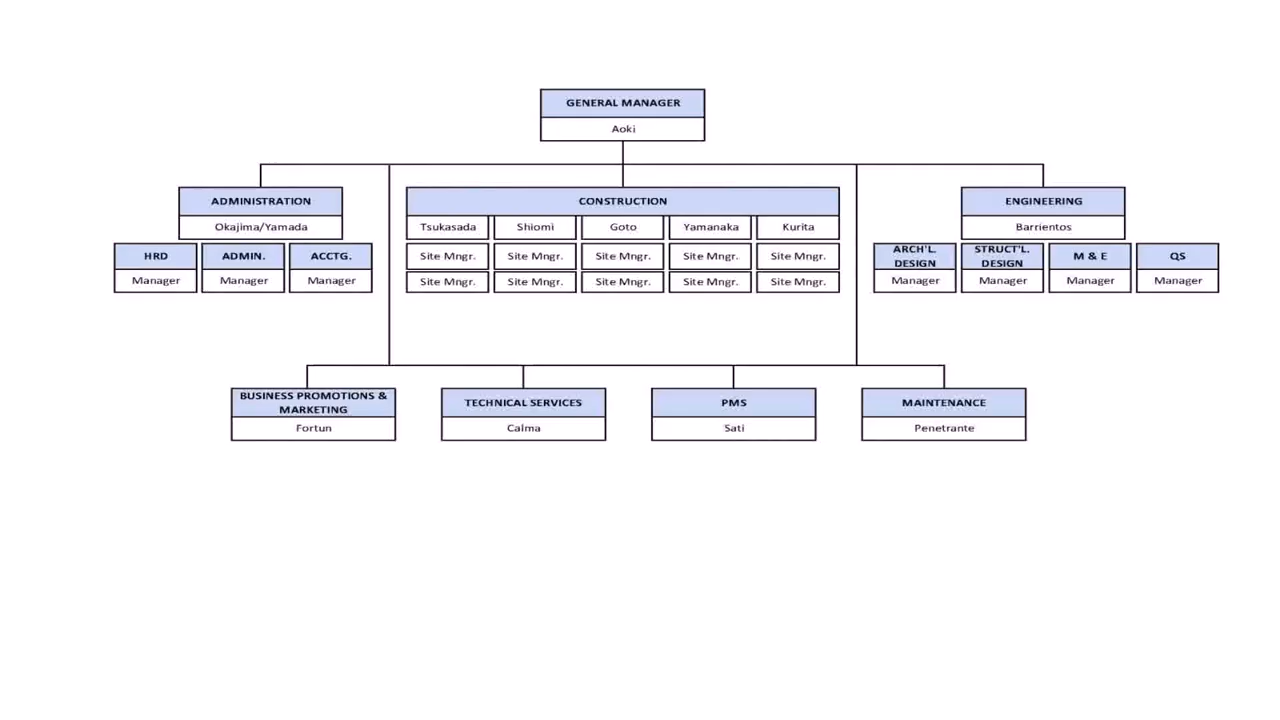 GENERAL MANAGER
Aoki
ADMINISTRATION
Okajima/Yamada
HRD
Manager
ADMIN.
Manager
ACCTG.
Manager
CONSTRUCTION
Tsukasada Shiomi Goto Yamanaka Kurita
Site Mngr. Site Mngr. Site Mngr. Site Mngr. Site Mngr.
Site Mngr. Site Mngr. Site Mngr. Site Mngr. Site Mngr.
ENGINEERING
Barrientos
ARCH'L.
DESIGN
Manager
STRUCT'L.
DESIGN
Manager
M & E
Manager
QS
Manager
BUSINESS PROMOTIONS &
MARKETING
Fortun
TECHNICAL SERVICES
Calma
PMS
Sati
MAINTENANCE
Penetrante